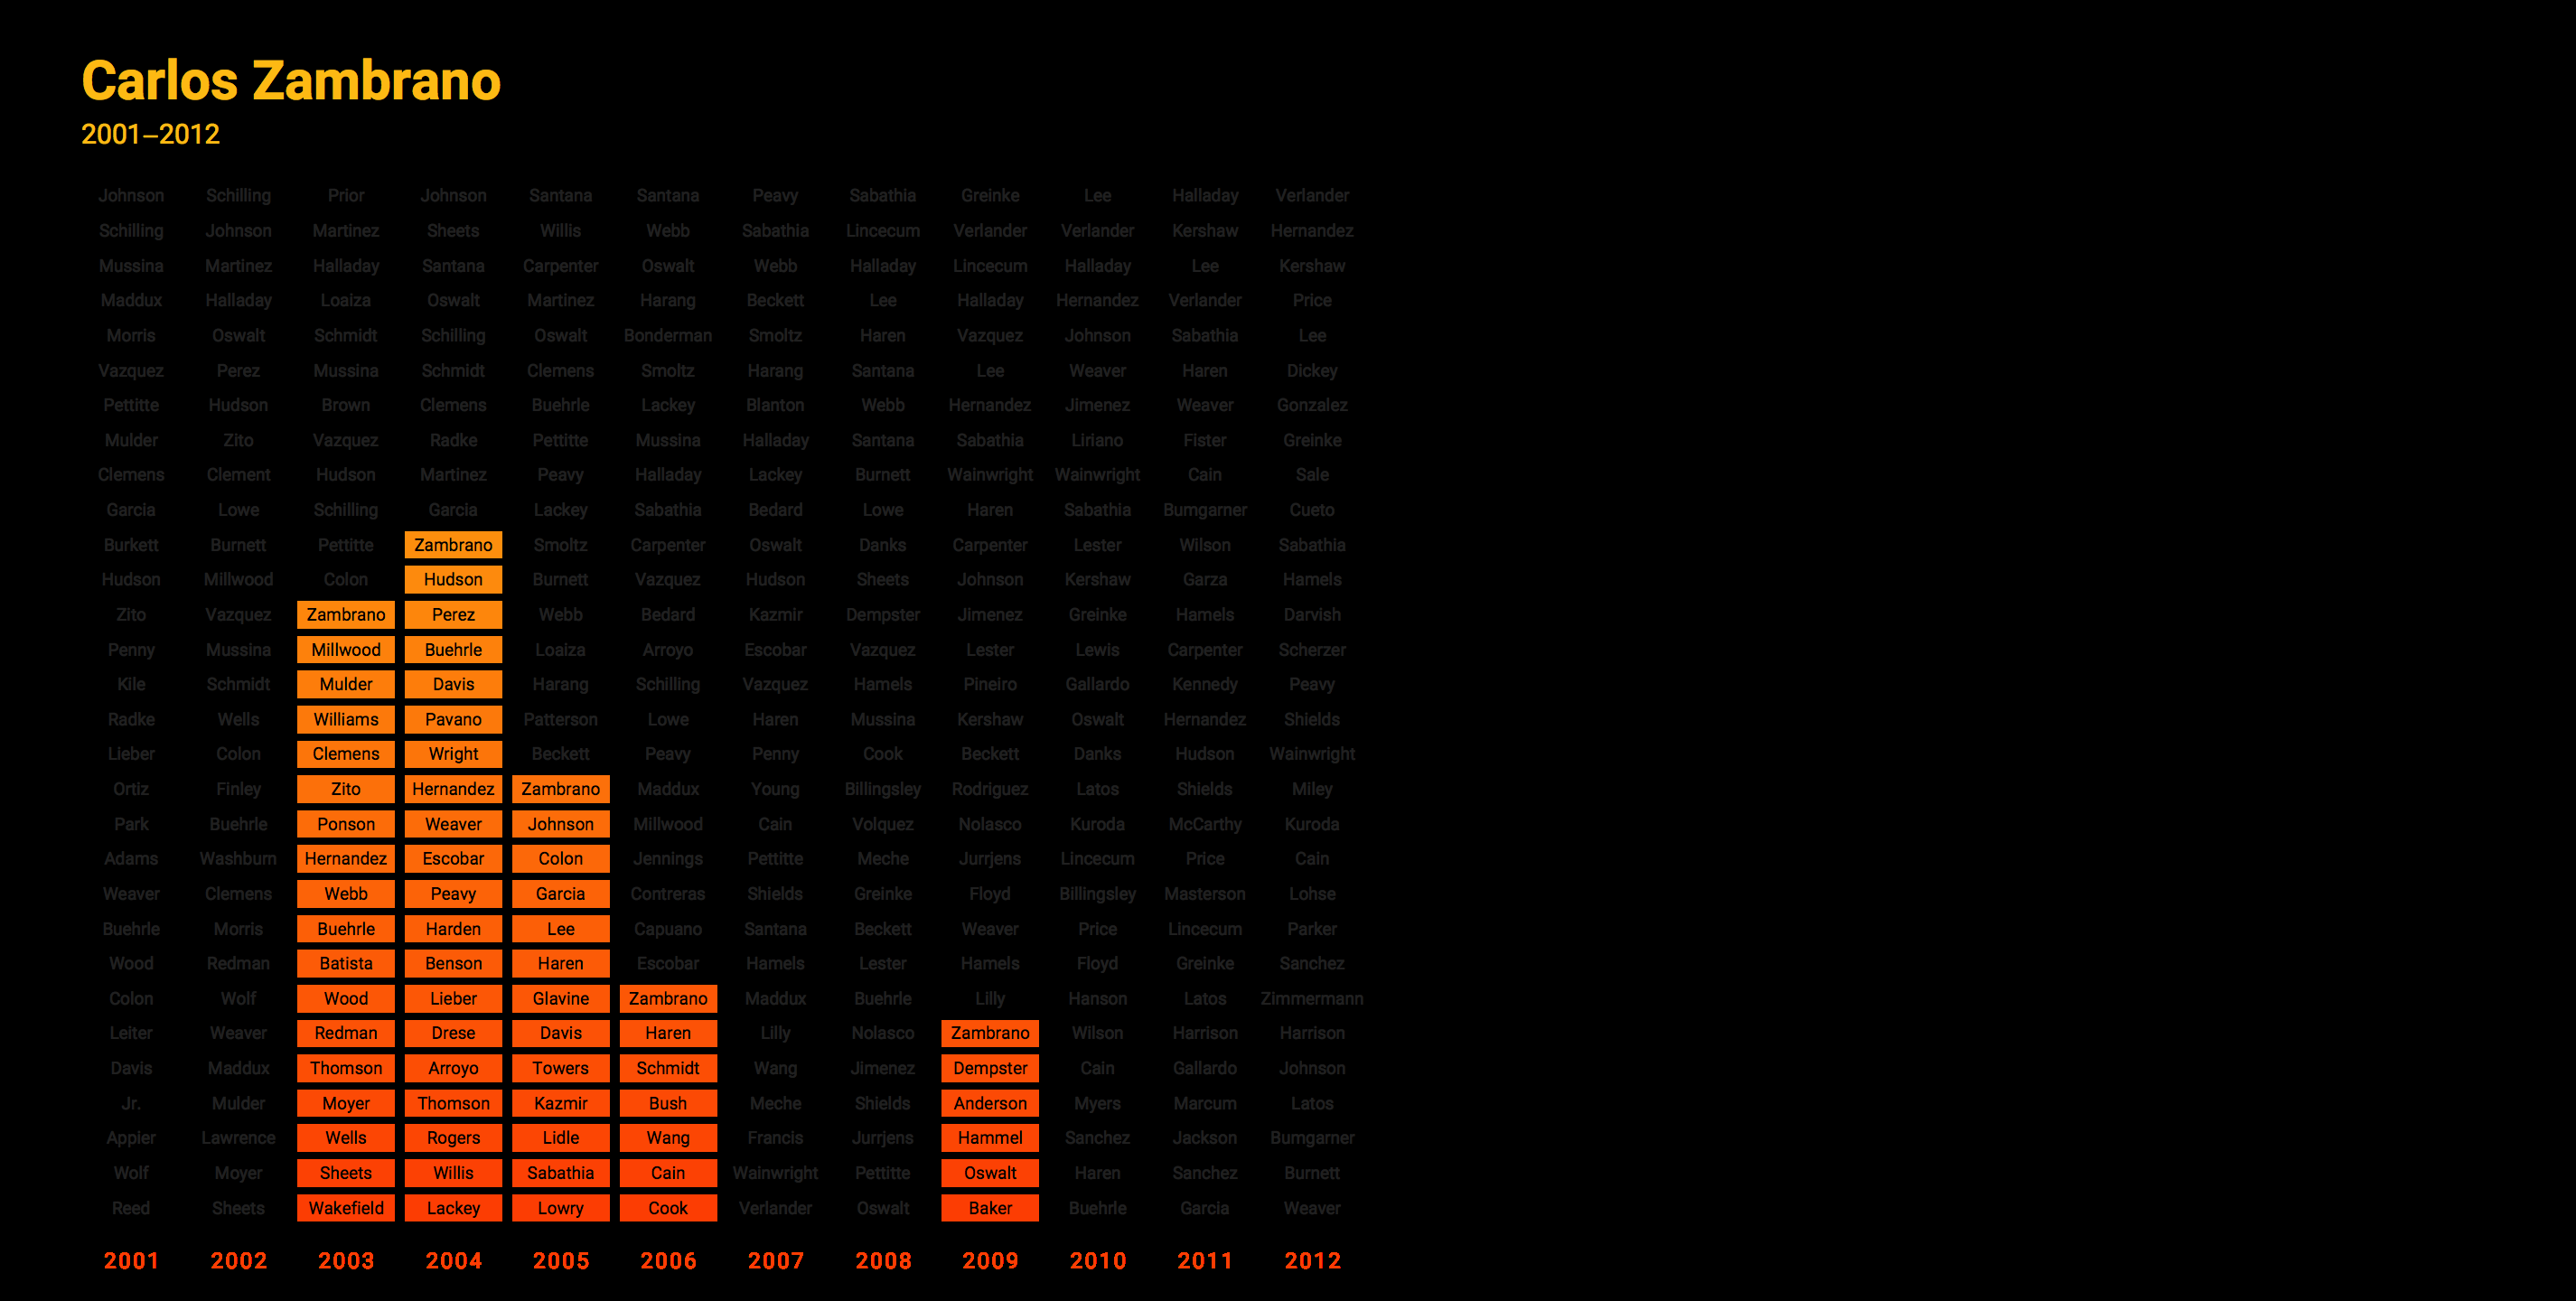 Carlos Zambrano
2001–2012
Johnson Schilling Prior Johnson Santana Santana Peavy Sabathia Greinke Lee Halladay Verlander
Schilling Johnson Martinez Sheets Willis Webb Sabathia Lincecum Verlander Verlander Kershaw Hernandez
Mussina Martinez Halladay Santana Carpenter Oswalt Webb Halladay Lincecum Halladay Lee Kershaw
Maddux Halladay Loaiza Oswalt Martinez Harang Beckett Lee Halladay Hernandez Verlander Price
Morris Oswalt Schmidt Schilling Oswalt Bonderman Smoltz Haren Vazquez Johnson Sabathia Lee
Vazquez Perez Mussina Schmidt Clemens Smoltz Harang Santana Lee Weaver Haren Dickey
Pettitte Hudson Brown Clemens Buehrle Lackey Blanton Webb Hernandez Jimenez Weaver Gonzalez
Mulder Zito Vazquez Radke Pettitte Mussina Halladay Santana Sabathia Liriano Fister Greinke
Clemens Clement Hudson Martinez Peavy Halladay Lackey Burnett Wainwright Wainwright Cain Sale
Garcia Lowe Schilling Garcia Lackey Sabathia Bedard Lowe Haren Sabathia Bumgarner Cueto
Burkett Burnett Pettitte Zambrano Smoltz Carpenter Oswalt Danks Carpenter Lester Wilson Sabathia
Hudson Millwood Colon Hudson Burnett Vazquez Hudson Sheets Johnson Kershaw Garza Hamels
Zito Vazquez Zambrano Perez Webb Bedard Kazmir Dempster Jimenez Greinke Hamels Darvish
Penny Mussina Millwood Buehrle Loaiza Arroyo Escobar Vazquez Lester Lewis Carpenter Scherzer
Kile Schmidt Mulder Davis Harang Schilling Vazquez Hamels Pineiro Gallardo Kennedy Peavy
Radke Wells Williams Pavano Patterson Lowe Haren Mussina Kershaw Oswalt Hernandez Shields
Lieber Colon Clemens Wright Beckett Peavy Penny Cook Beckett Danks Hudson Wainwright
Ortiz Finley Zito Hernandez Zambrano Maddux Young Billingsley Rodriguez Latos Shields Miley
Park Buehrle Ponson Weaver Johnson Millwood Cain Volquez Nolasco Kuroda McCarthy Kuroda
Adams Washburn Hernandez Escobar Colon Jennings Pettitte Meche Jurrjens Lincecum Price Cain
Weaver Clemens Webb Peavy Garcia Contreras Shields Greinke Floyd Billingsley Masterson Lohse
Buehrle Morris Buehrle Harden Lee Capuano Santana Beckett Weaver Price Lincecum Parker
Wood Redman Batista Benson Haren Escobar Hamels Lester Hamels Floyd Greinke Sanchez
Colon Wolf Wood Lieber Glavine Zambrano Maddux Buehrle Lilly Hanson Latos Zimmermann
Leiter Weaver Redman Drese Davis Haren Lilly Nolasco Zambrano Wilson Harrison Harrison
Davis Maddux Thomson Arroyo Towers Schmidt Wang Jimenez Dempster Cain Gallardo Johnson
Jr. Mulder Moyer Thomson Kazmir Bush Meche Shields Anderson Myers Marcum Latos
Appier Lawrence Wells Rogers Lidle Wang Francis Jurrjens Hammel Sanchez Jackson Bumgarner
Wolf Moyer Sheets Willis Sabathia Cain Wainwright Pettitte Oswalt Haren Sanchez Burnett
Reed Sheets Wakefield Lackey Lowry Cook Verlander Oswalt Baker Buehrle Garcia Weaver
2001 2002 2003 2004 2005 2006 2007 2008 2009 2010 2011 2012